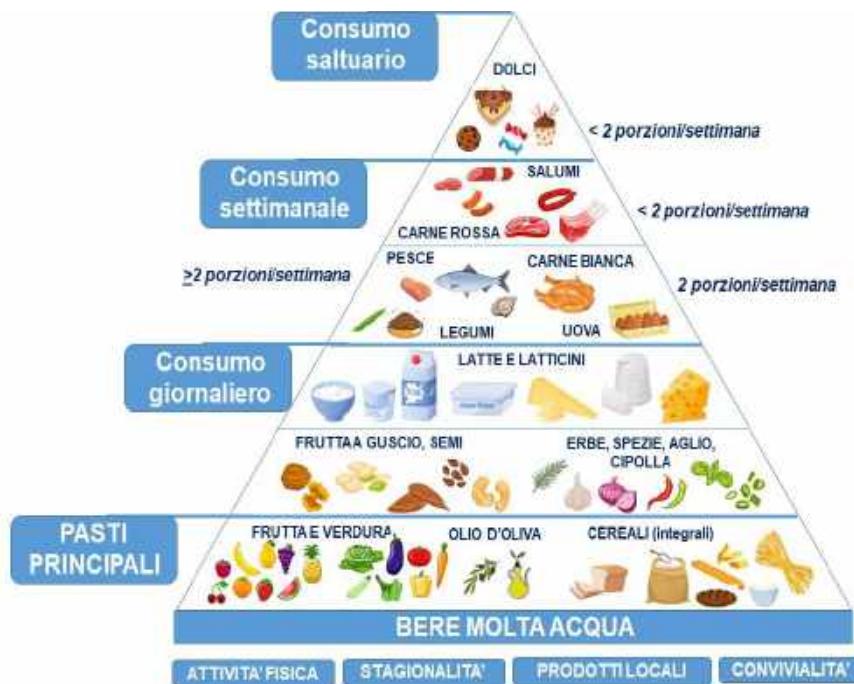 Consumo
saltuario
DOLCI
< 2 porzioni/settimana
Consumo
settimanale
SALUMI
< 2 porzioni/settimana
CARNE ROSSA
PESCE
CARNE BIANCA
≥2 porzioni/settimana
2 porzioni/settimana
LEGUMI
UOVA
Consumo
giornaliero
LATTE E LATTICINI
FRUTTA A GUSCIO, SEMI
ERBE, SPEZIE, AGLIO,
CIPOLLA
PASTI
PRINCIPALI
FRUTTA E VERDURA
OLIO D'OLIVA
CEREALI (integrali)
BERE MOLTA ACQUA
ATTIVITA' FISICA
STAGIONALITA'
PRODOTTI LOCALI
CONVIVIALITA'